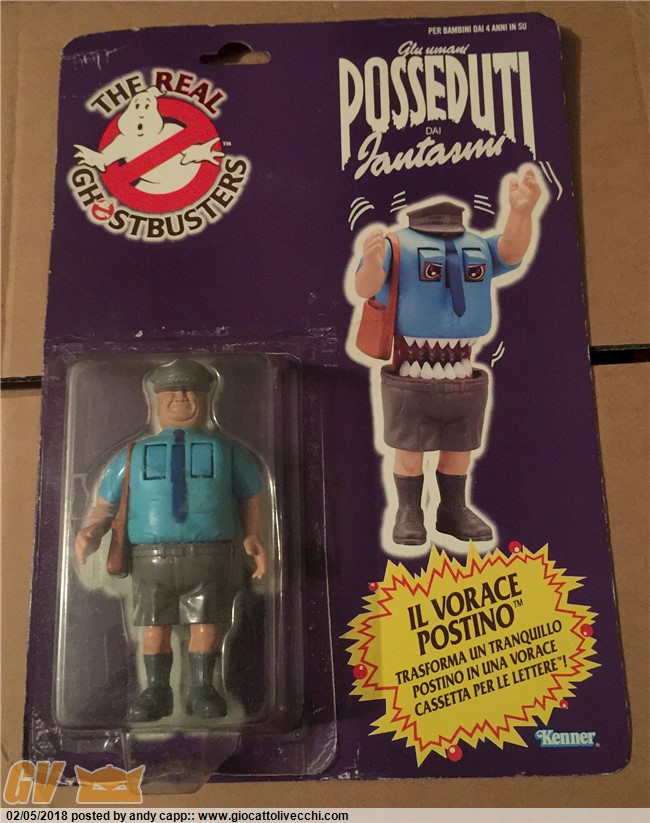 PER BAMBINI DAI 4 ANNI IN SU
THE REAL
GHOSTBUSTERS
TM
Gli umani
POSSEDUTI
DAI
Fantasmi
IL VORACE
POSTINO™
TRASFORMA UN TRANQUILLO
POSTINO IN UNA VORACE
CASSETTA PER LE LETTERE™!
Kenner
GV
02/05/2018 posted by andy capp:: www.giocattolivecchi.com